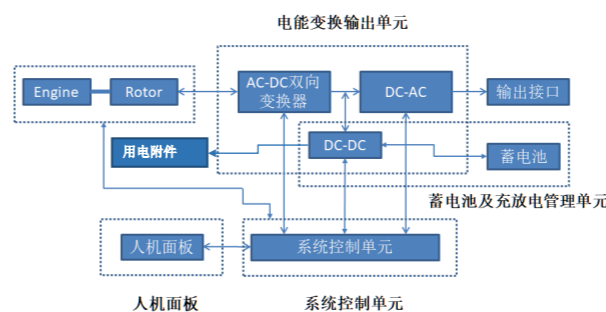 电能变换输出单元
Engine
Rotor
AC-DC双向
变换器
DC-AC
输出接口
用电附件
DC-DC
蓄电池
蓄电池及充放电管理单元
人机面板
系统控制单元
人机面板
系统控制单元